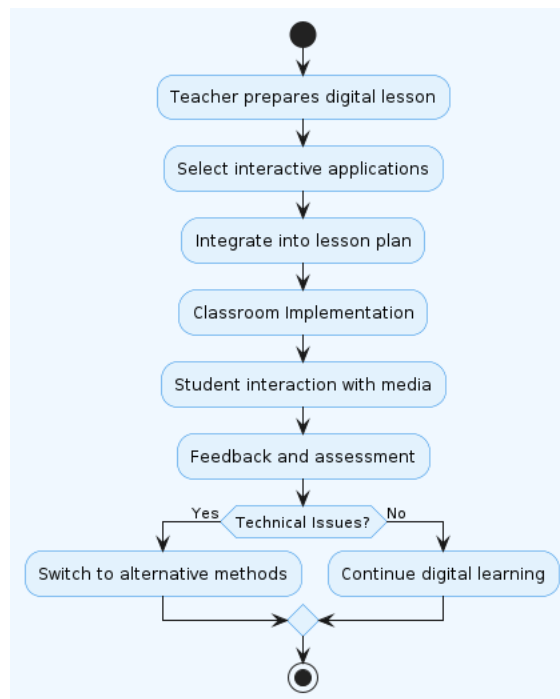 Teacher prepares digital lesson
Select interactive applications
Integrate into lesson plan
Classroom Implementation
Student interaction with media
Feedback and assessment
Yes
Technical Issues?
No
Switch to alternative methods
Continue digital learning